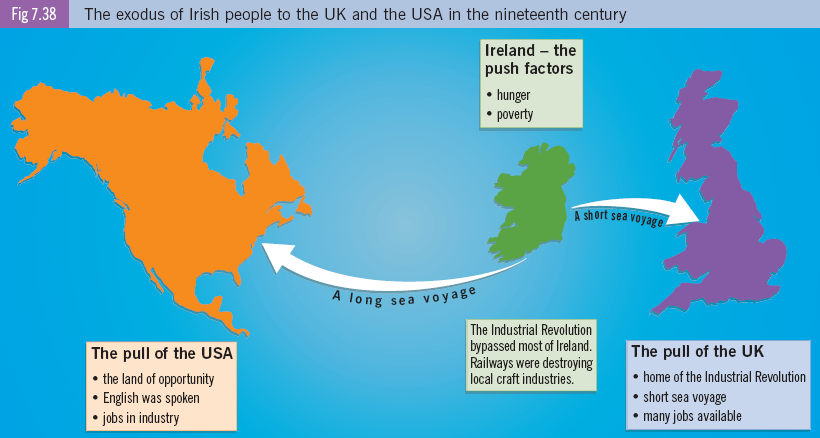 Fig 7.38
The exodus of Irish people to the UK and the USA in the nineteenth century
Ireland – the
push factors
• hunger
• poverty
A short sea voyage
A long sea voyage
The Industrial Revolution
bypassed most of Ireland.
Railways were destroying
local craft industries.
The pull of the USA
• the land of opportunity
• English was spoken
• jobs in industry
The pull of the UK
• home of the Industrial Revolution
• short sea voyage
• many jobs available